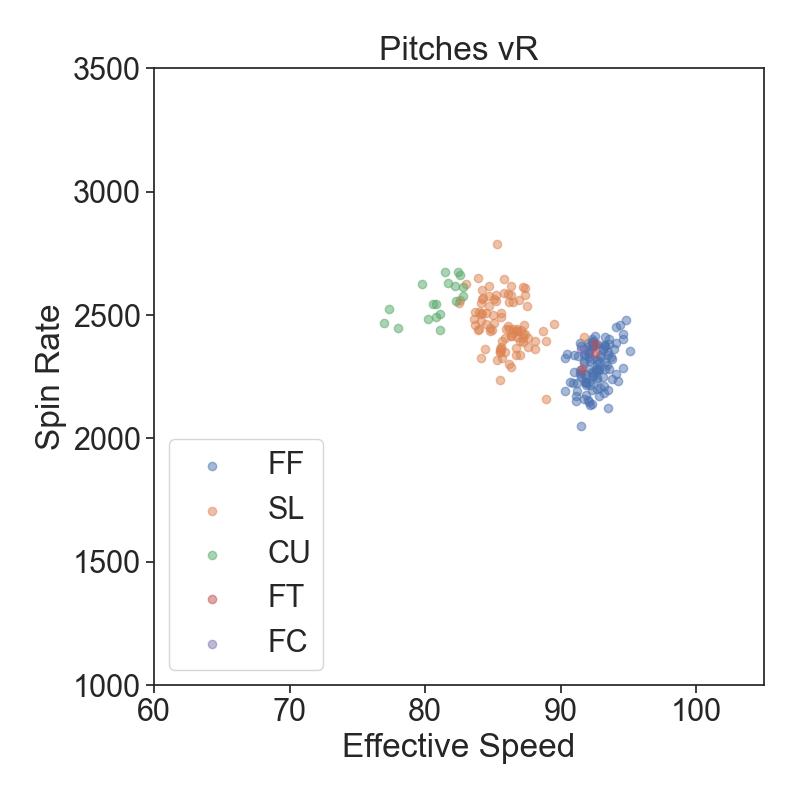 Pitches vR
3500
3000
2500
2000
1500
1000
Spin Rate
FF
SL
CU
FT
FC
60 70 80 90 100
Effective Speed